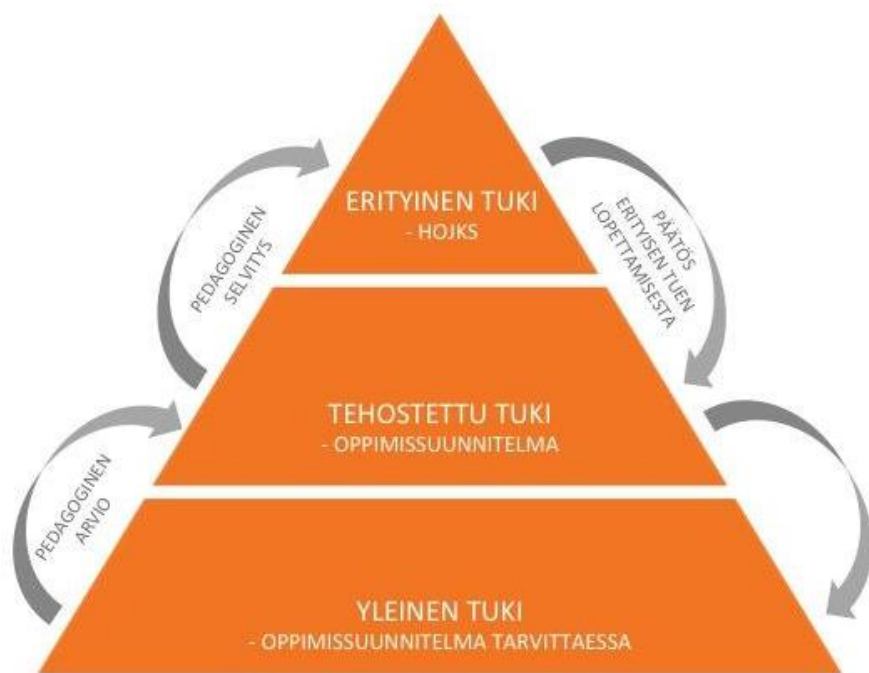 ERITYINEN TUKI
- HOJKS
PEDAGOGINEN
SELVITYS
PÄÄTÖS
ERITYISEN TUEN
LOPETTAMISESTA
TEHOSTETTU TUKI
- OPPIMISSUUNNITELMA
PEDAGOGINEN
ARVIO
YLEINEN TUKI
- OPPIMISSUUNNITELMA TARVITTAESSA